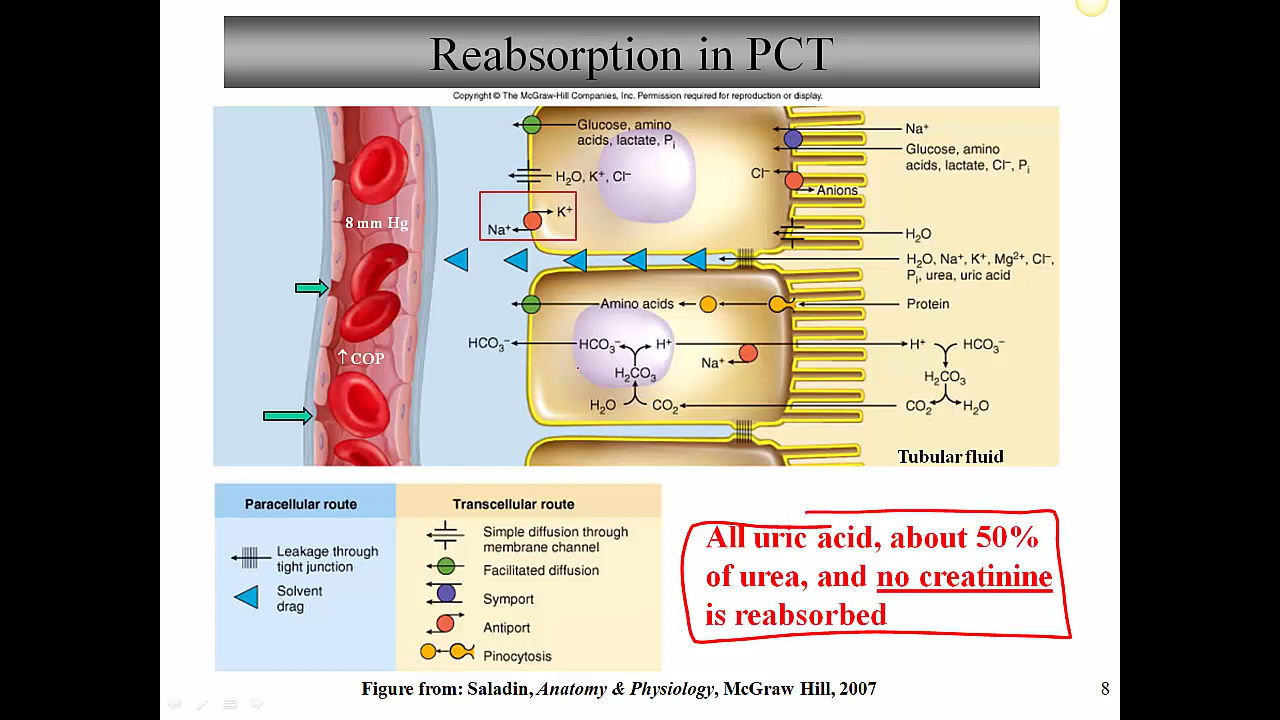 Reabsorption in PCT
Copyright © The McGraw-Hill Companies, Inc. Permission required for reproduction or display.
Glucose, amino
acids, lactate, Pᵢ
H₂O, K⁺, Cl⁻
K⁺
Na⁺
Cl⁻
Na⁺
Glucose, amino
acids, lactate, Cl⁻, Pᵢ
Anions
H₂O
H₂O, Na⁺, K⁺, Mg²⁺, Cl⁻,
Pᵢ, urea, uric acid
8 mm Hg
↑ COP
Amino acids
Protein
HCO₃⁻
HCO₃⁻
H⁺
H⁺
HCO₃⁻
Na⁺
H₂CO₃
H₂CO₃
H₂O
CO₂
CO₂
H₂O
Tubular fluid
Paracellular route
Leakage through
tight junction
Solvent
drag
Transcellular route
Simple diffusion through
membrane channel
Facilitated diffusion
Symport
Antiport
Pinocytosis
All uric acid, about 50%
of urea, and no creatinine
is reabsorbed
Figure from: Saladin, Anatomy & Physiology, McGraw Hill, 2007
8